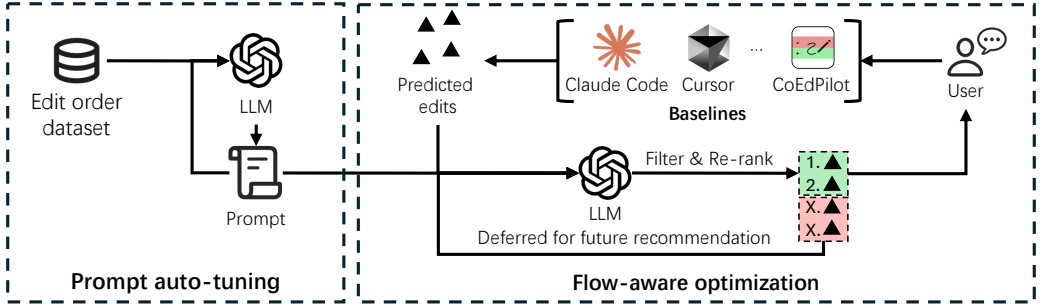 Edit order
dataset
LLM
Prompt
Prompt auto-tuning
Predicted
edits
Claude Code
Cursor
...
CoEdPilot
Baselines
User
LLM
Filter & Re-rank
1.
2.
X.
X.
Deferred for future recommendation
Flow-aware optimization